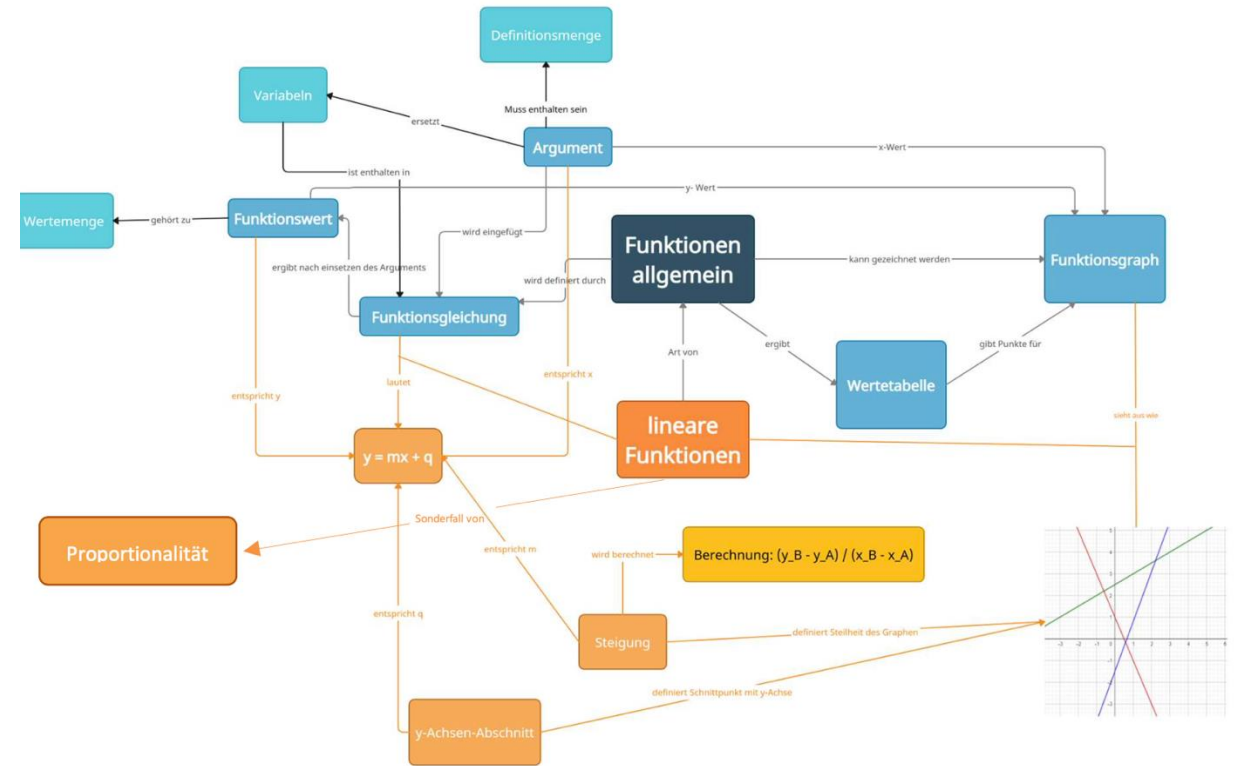 Definitionsmenge
Variabeln
Muss enthalten sein
ersetzt
Argument
x-Wert
ist enthalten in
y- Wert
Wertemenge
gehört zu
Funktionswert
wird eingefügt
Funktionen
allgemein
kann gezeichnet werden
Funktionsgraph
ergibt nach einsetzen des Arguments
wird definiert durch
Funktionsgleichung
Art von
ergibt
gibt Punkte für
Wertetabelle
lautet
entspricht x
entspricht y
sieht aus wie
lineare
Funktionen
y = mx + q
Sonderfall von
Proportionalität
entspricht m
wird berechnet
Berechnung: (y_B - y_A) / (x_B - x_A)
entspricht q
Steigung
definiert Steilheit des Graphen
definiert Schnittpunkt mit y-Achse
y-Achsen-Abschnitt